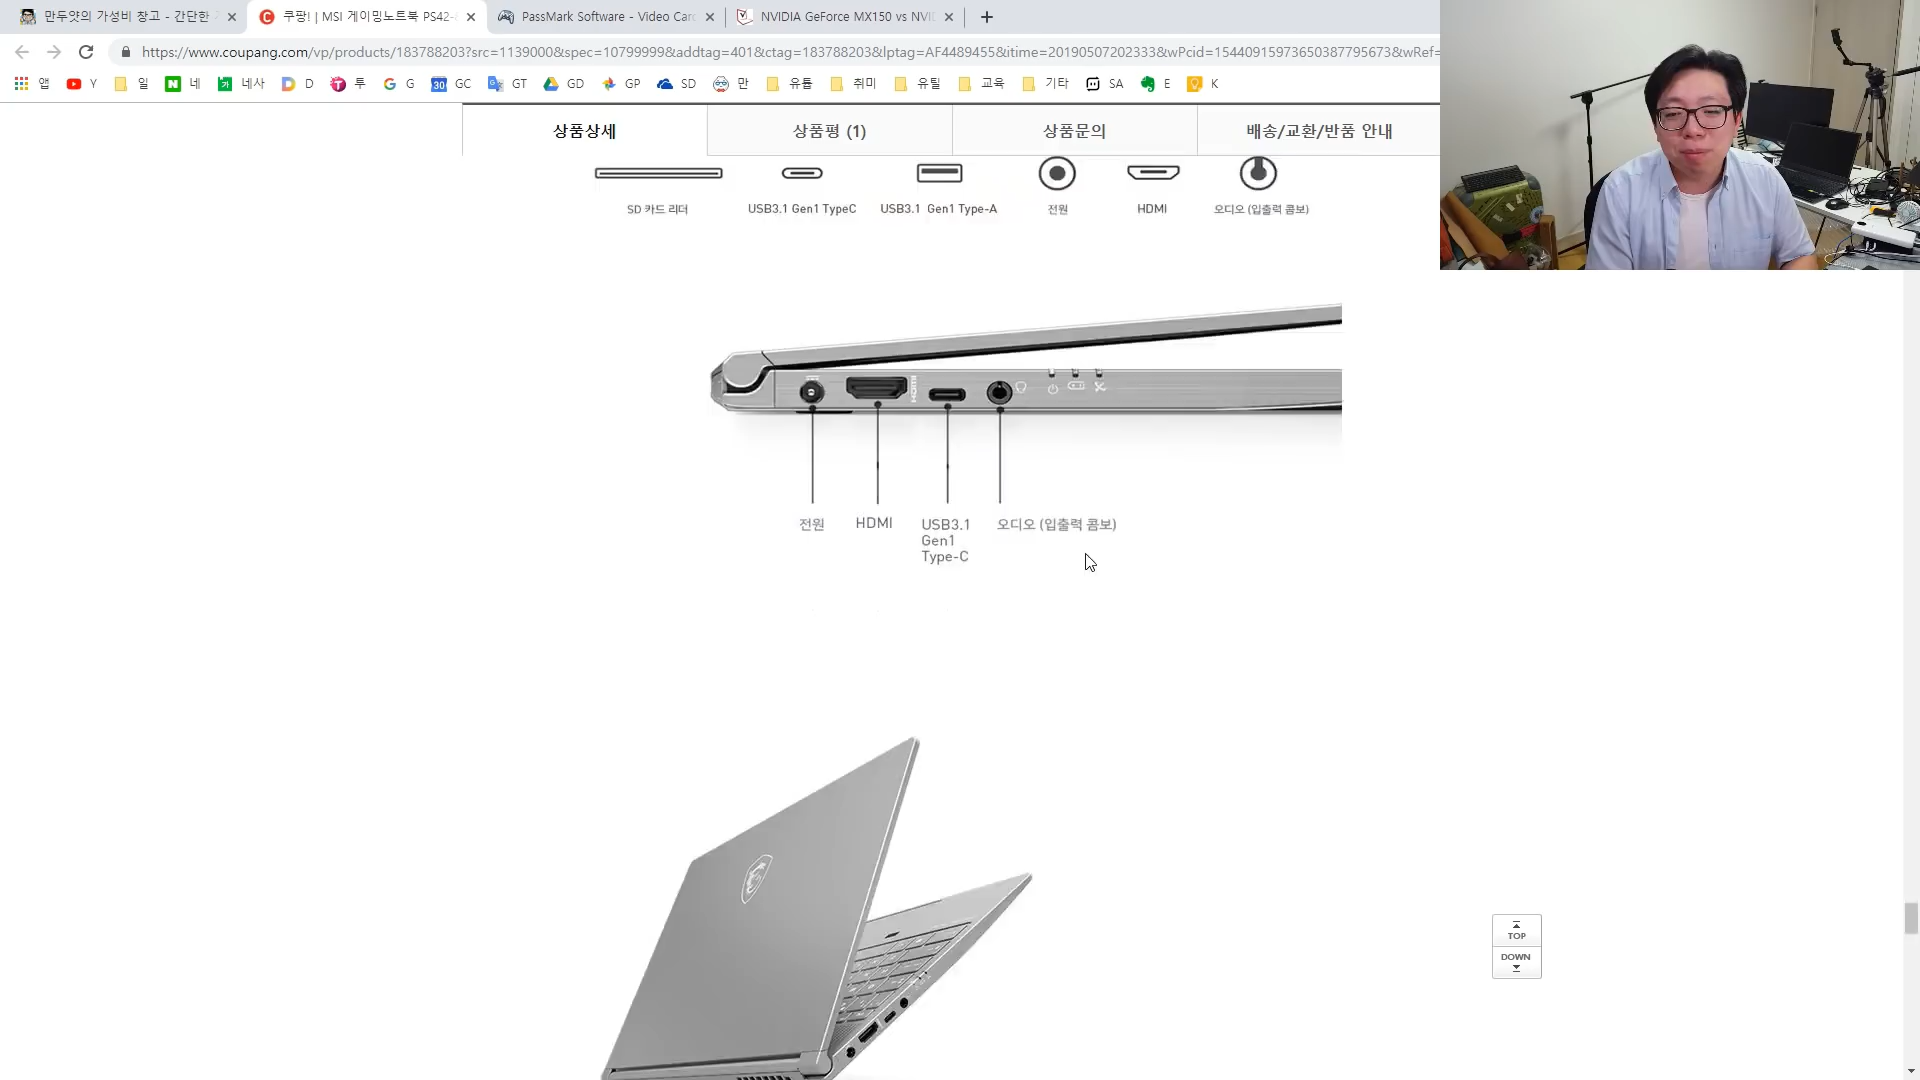 만두얏의 가성비 창고 - 간단한
쿠팡! | MSI 게이밍노트북 PS42-
PassMark Software - Video Car
NVIDIA GeForce MX150 vs NVI
https://www.coupang.com/vp/products/183788203?src=1139000&spec=10799999&addtag=401&ctag=183788203&lptag=AF4489455&itime=20190507202333&wPcid=15440915973650387795673&wRef=
앱 Y 일 N 네 가 네사 D D T 투 G G 30 GC GT GD GP SD 만 유틉 취미 유틸 교육 기타 SA E K
상품상세 상품평 (1) 상품문의 배송/교환/반품 안내
SD 카드 리더 USB3.1 Gen1 TypeC USB3.1 Gen1 Type-A 전원 HDMI 오디오 (입출력 콤보)
HDMI
전원 HDMI USB3.1 오디오 (입출력 콤보)
Gen1
Type-C
TOP
DOWN